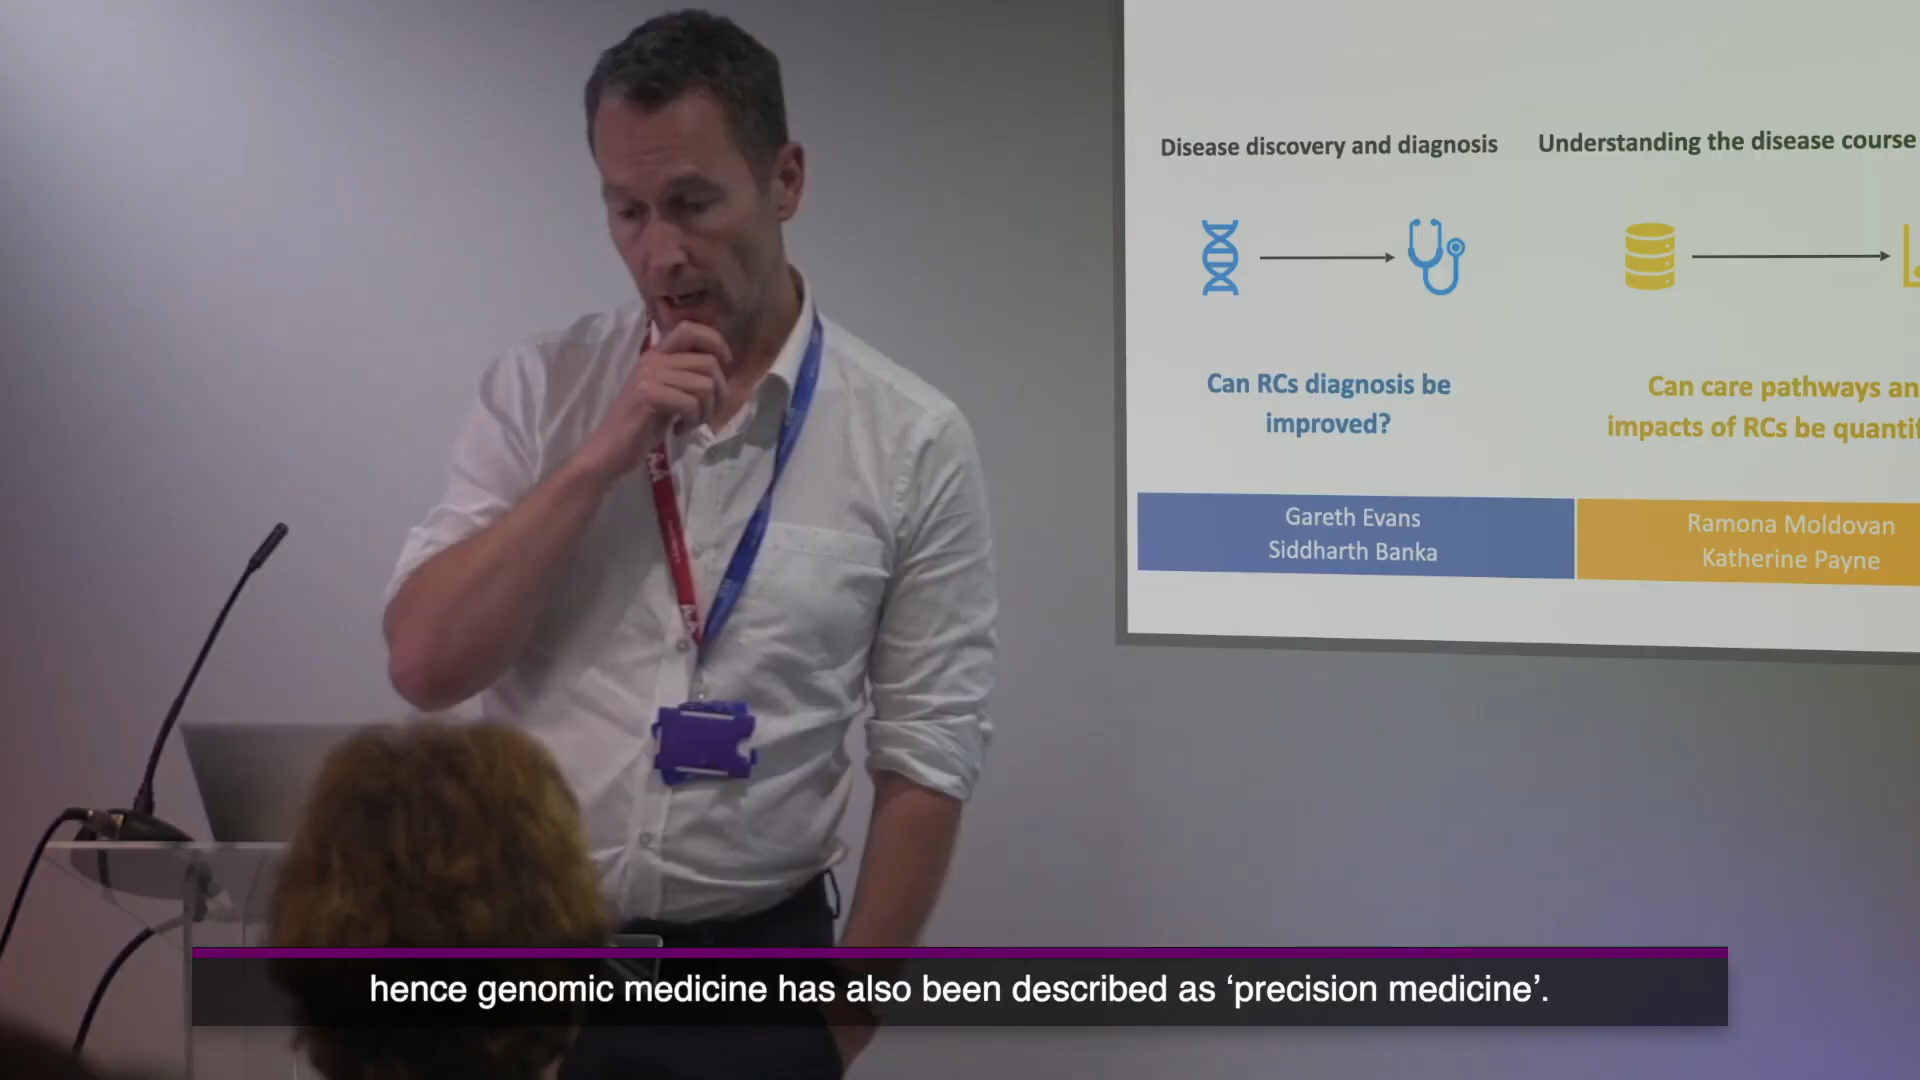 Disease discovery and diagnosis
Understanding the disease course
Can RCs diagnosis be
improved?
Can care pathways
impacts of RCs be
Gareth Evans
Siddharth Banka
Ramona Moldovan
Katherine Payne
hence genomic medicine has also been described as ‘precision medicine’.